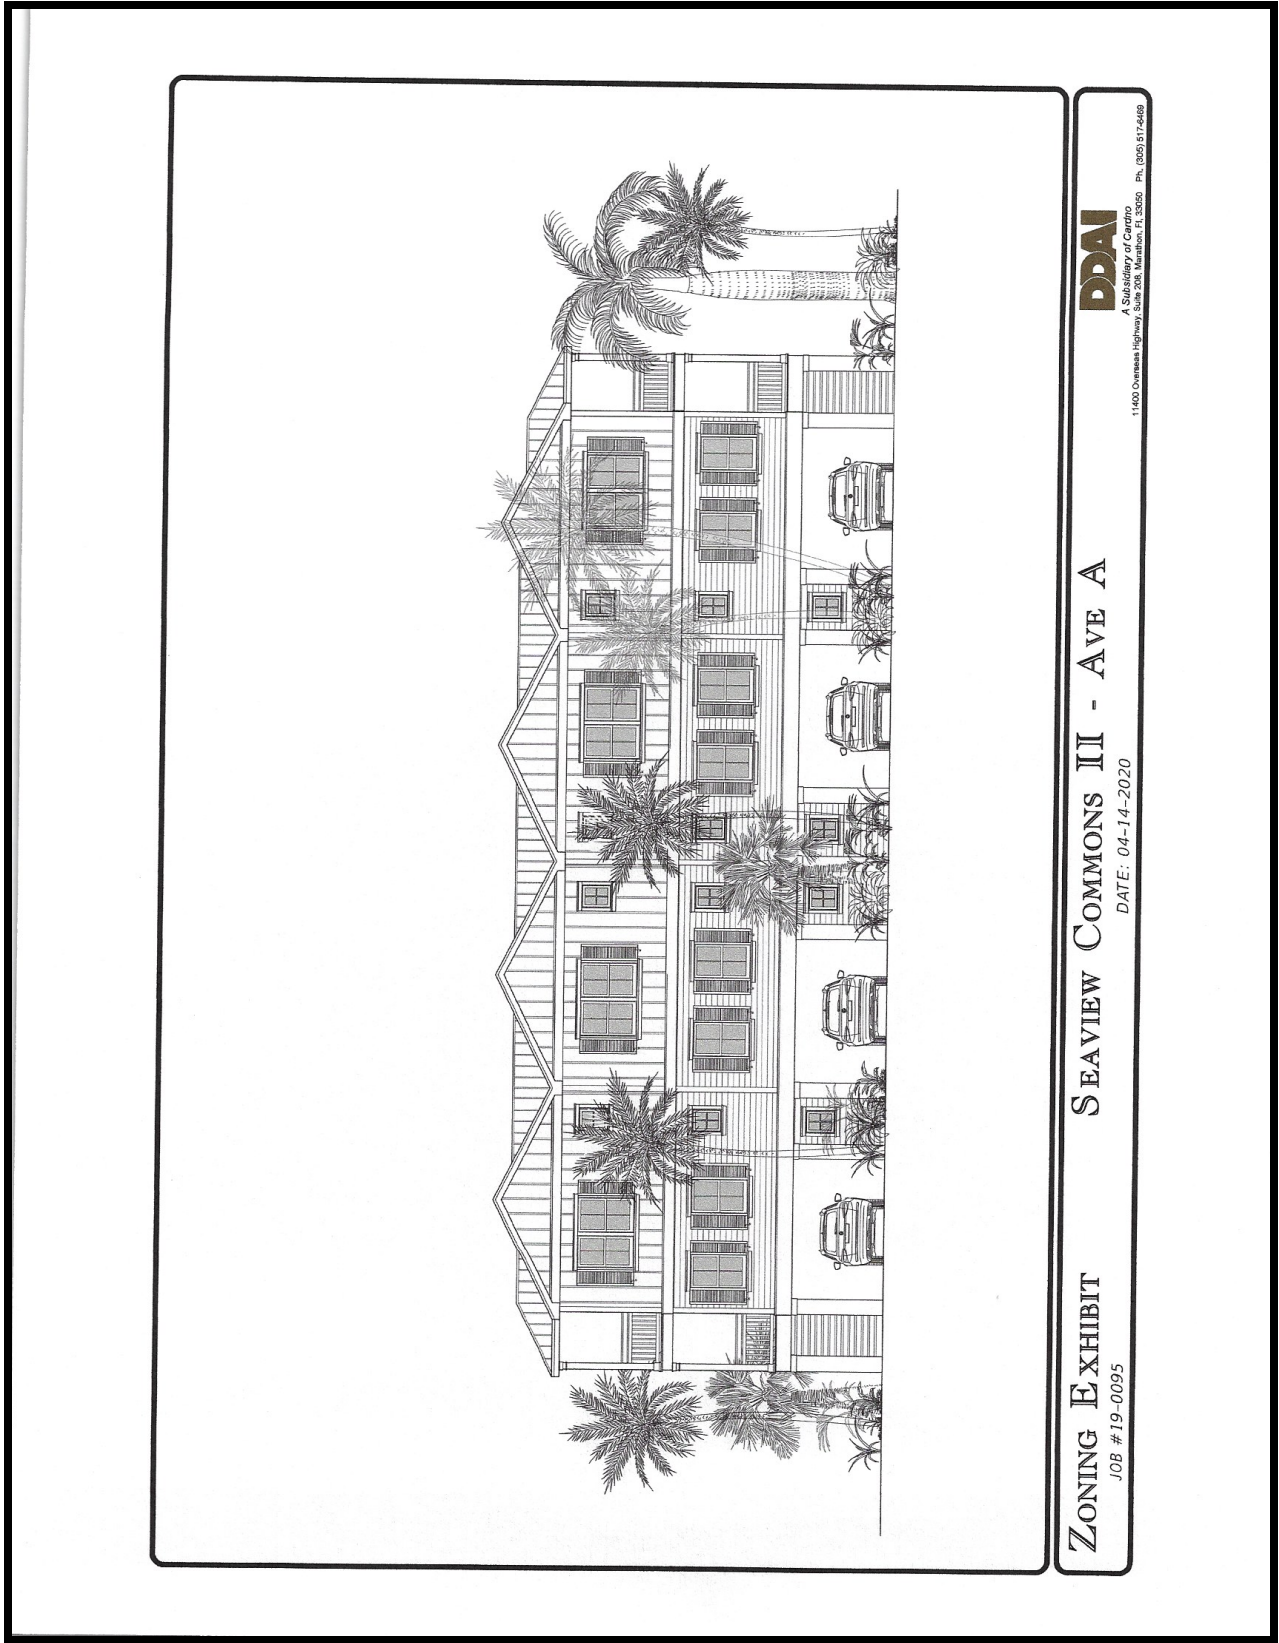 ZONING EXHIBIT
JOB #19-0095
SEAVIEW COMMONS II - AVE A
DATE: 04-14-2020
DDAI
A Subsidiary of Cardno
11400 Overseas Highway, Suite 208, Marathon, Fl, 33050 Ph. (305) 517-6469